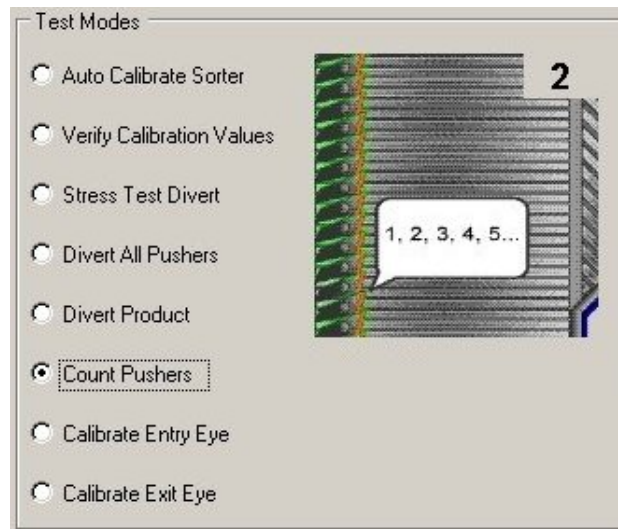 Test Modes
Auto Calibrate Sorter
2
Verify Calibration Values
Stress Test Divert
1, 2, 3, 4, 5...
Divert All Pushers
Divert Product
Count Pushers
Calibrate Entry Eye
Calibrate Exit Eye